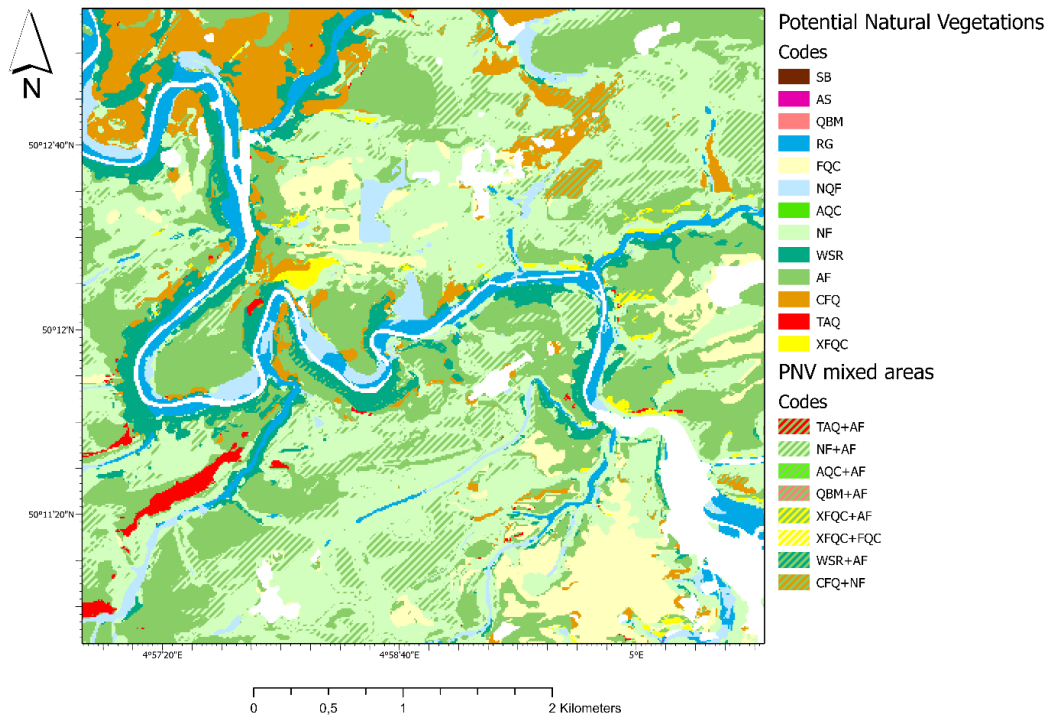 N
50°12'40"N
50°12'N
50°11'20"N
4°57'20"E
4°58'40"E
5°E
0
0,5
1
2 Kilometers
Potential Natural Vegetations
Codes
SB
AS
QBM
RG
FQC
NQF
AQC
NF
WSR
AF
CFQ
TAQ
XFQC
PNV mixed areas
Codes
TAQ+AF
NF+AF
AQC+AF
QBM+AF
XFQC+AF
XFQC+FQC
WSR+AF
CFQ+NF